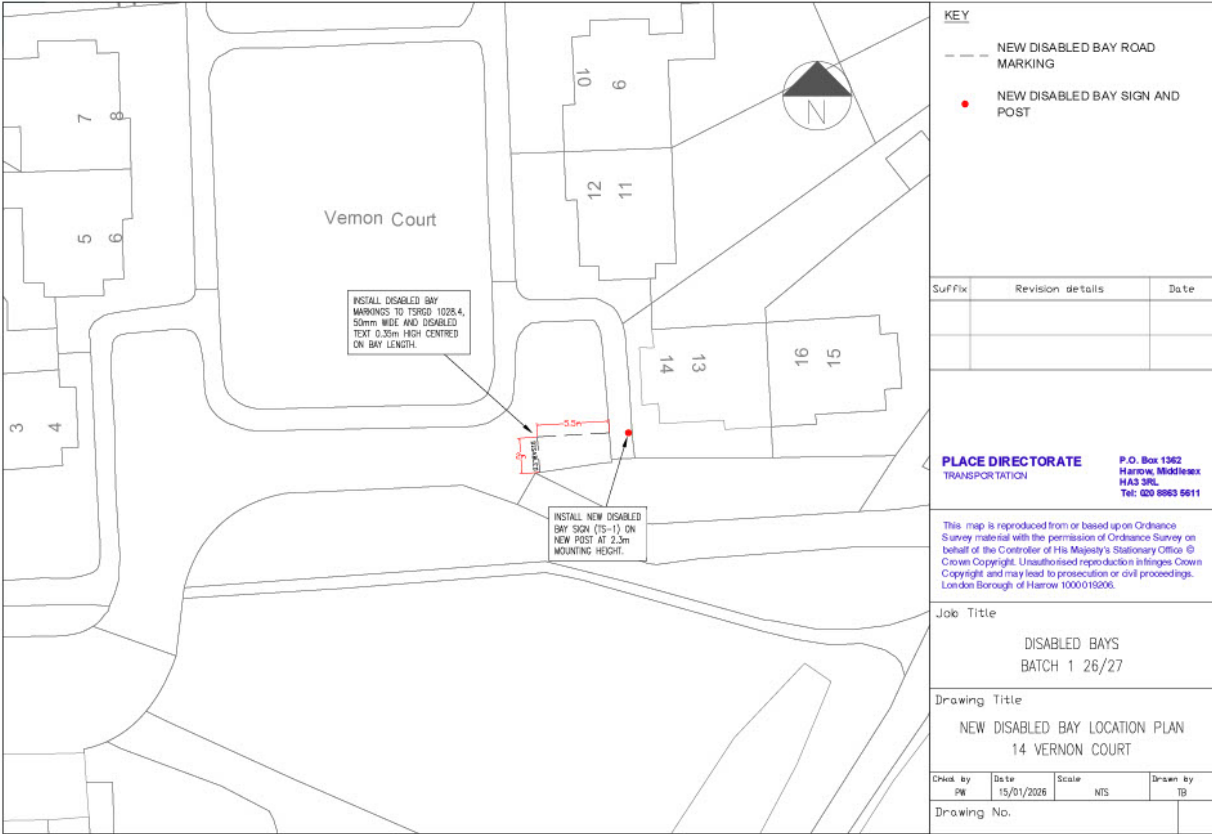 10
6
7
8
12
11
Vernon Court
5
6
INSTALL DISABLED BAY
MARKINGS TO TSRGD 1028.4,
50mm WIDE AND DISABLED
TEXT 0.35m HIGH CENTRED
ON BAY LENGTH.
14
13
16
15
3
4
5.5m
DISABLED
INSTALL NEW DISABLED
BAY SIGN (TS-1) ON
NEW POST AT 2.3m
MOUNTING HEIGHT.
N
KEY
NEW DISABLED BAY ROAD
MARKING
NEW DISABLED BAY SIGN AND
POST
Suffix Revision details Date
PLACE DIRECTORATE
TRANSPORTATION
P.O. Box 1362
Harrow, Middlesex
HA3 3RL
Tel: 020 8863 5611
This map is reproduced from or based upon Ordnance
Survey material with the permission of Ordnance Survey on
behalf of the Controller of His Majesty's Stationary Office ©
Crown Copyright. Unauthorised reproduction infringes Crown
Copyright and may lead to prosecution or civil proceedings.
London Borough of Harrow 1000019206.
Job Title
DISABLED BAYS
BATCH 1 26/27
Drawing Title
NEW DISABLED BAY LOCATION PLAN
14 VERNON COURT
Chkd by Date Scale Drawn by
PW 15/01/2026 NTS TB
Drawing No.